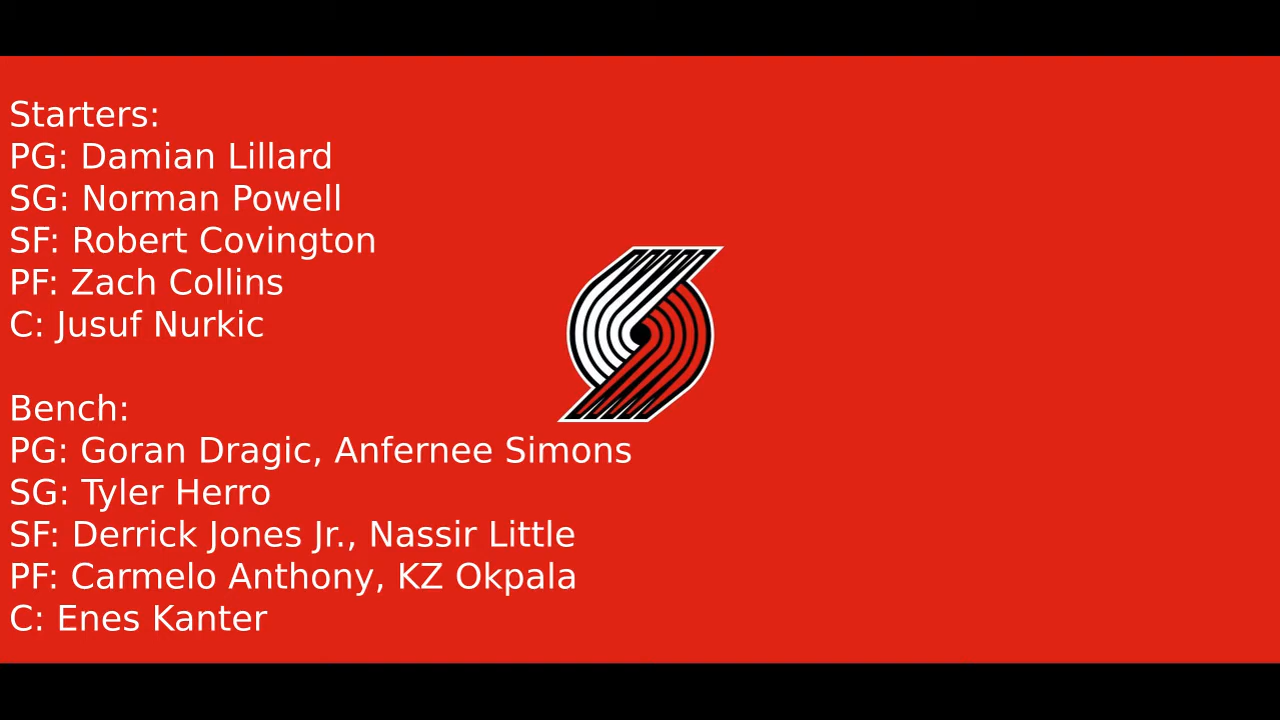 Starters:
PG: Damian Lillard
SG: Norman Powell
SF: Robert Covington
PF: Zach Collins
C: Jusuf Nurkic
Bench:
PG: Goran Dragic, Anfernee Simons
SG: Tyler Herro
SF: Derrick Jones Jr., Nassir Little
PF: Carmelo Anthony, KZ Okpala
C: Enes Kanter